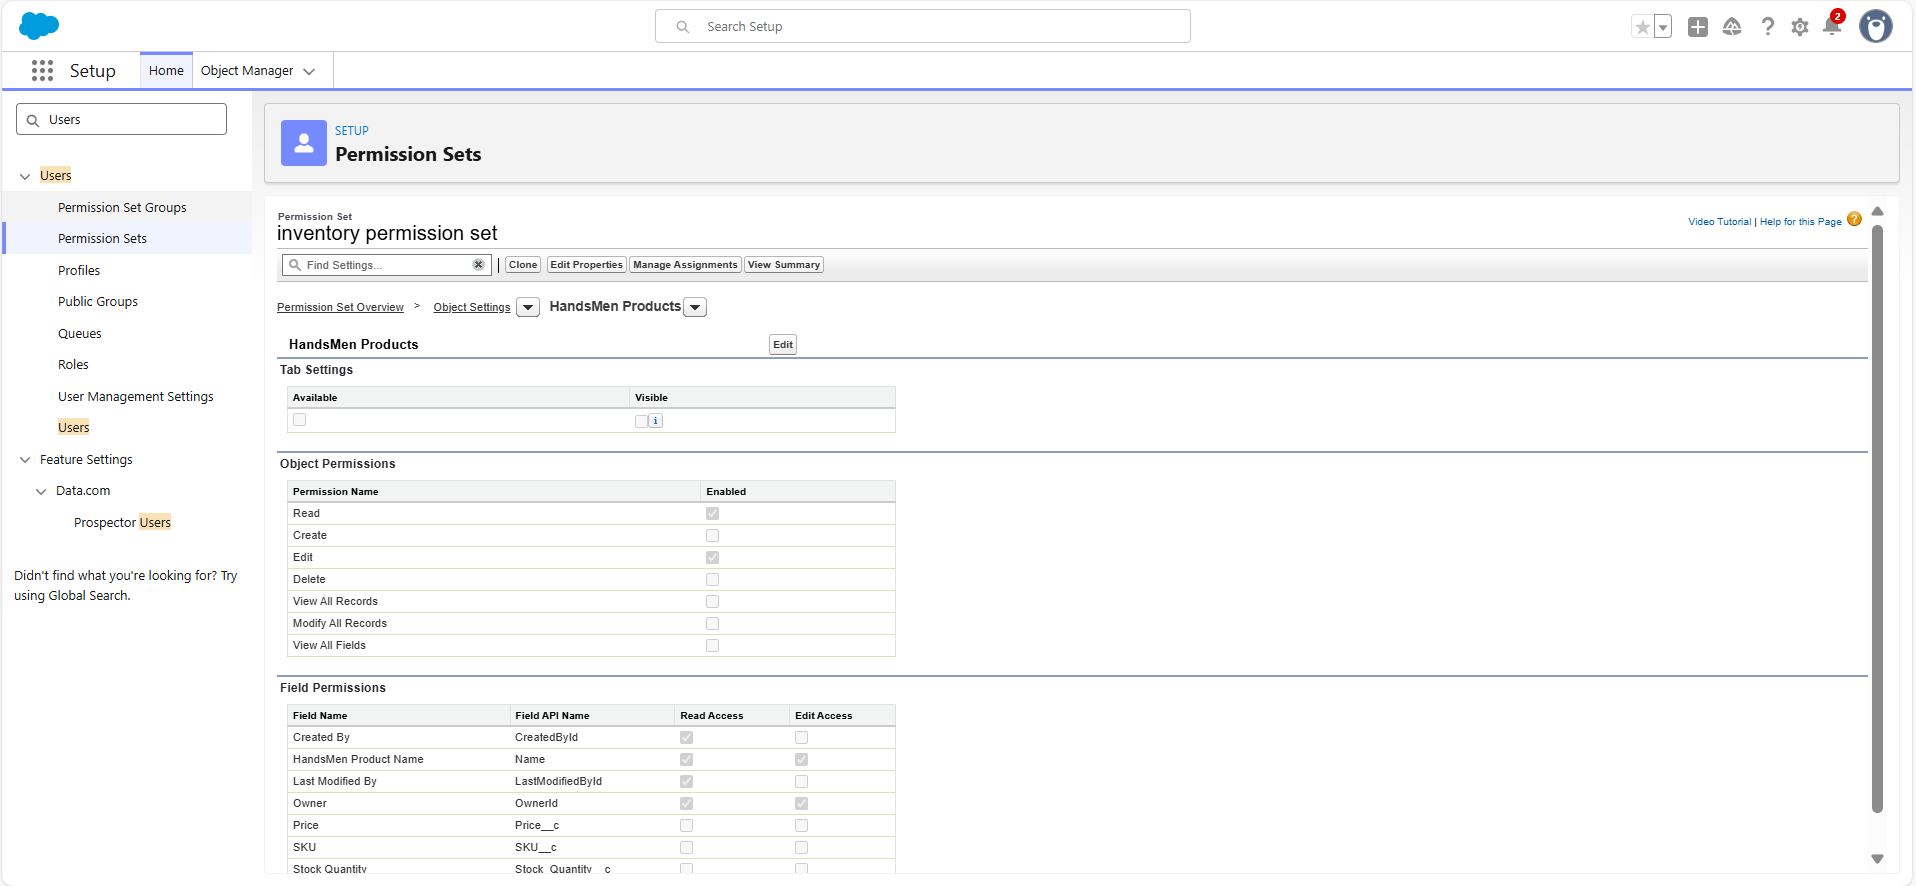 Search Setup
2
Setup
Home
Object Manager
Users
Users
Permission Set Groups
Permission Sets
Profiles
Public Groups
Queues
Roles
User Management Settings
Users
Feature Settings
Data.com
Prospector Users
Didn't find what you're looking for? Try
using Global Search.
SETUP
Permission Sets
Permission Set
inventory permission set
Video Tutorial | Help for this Page ?
Find Settings...
Clone
Edit Properties
Manage Assignments
View Summary
Permission Set Overview > Object Settings HandsMen Products
HandsMen Products Edit
Tab Settings
Available Visible
i
Object Permissions
Permission Name Enabled
Read
Create
Edit
Delete
View All Records
Modify All Records
View All Fields
Field Permissions
Field Name Field API Name Read Access Edit Access
Created By CreatedById
HandsMen Product Name Name
Last Modified By LastModifiedById
Owner OwnerId
Price Price__c
SKU SKU__c
Stock Quantity Stock_Quantity__c